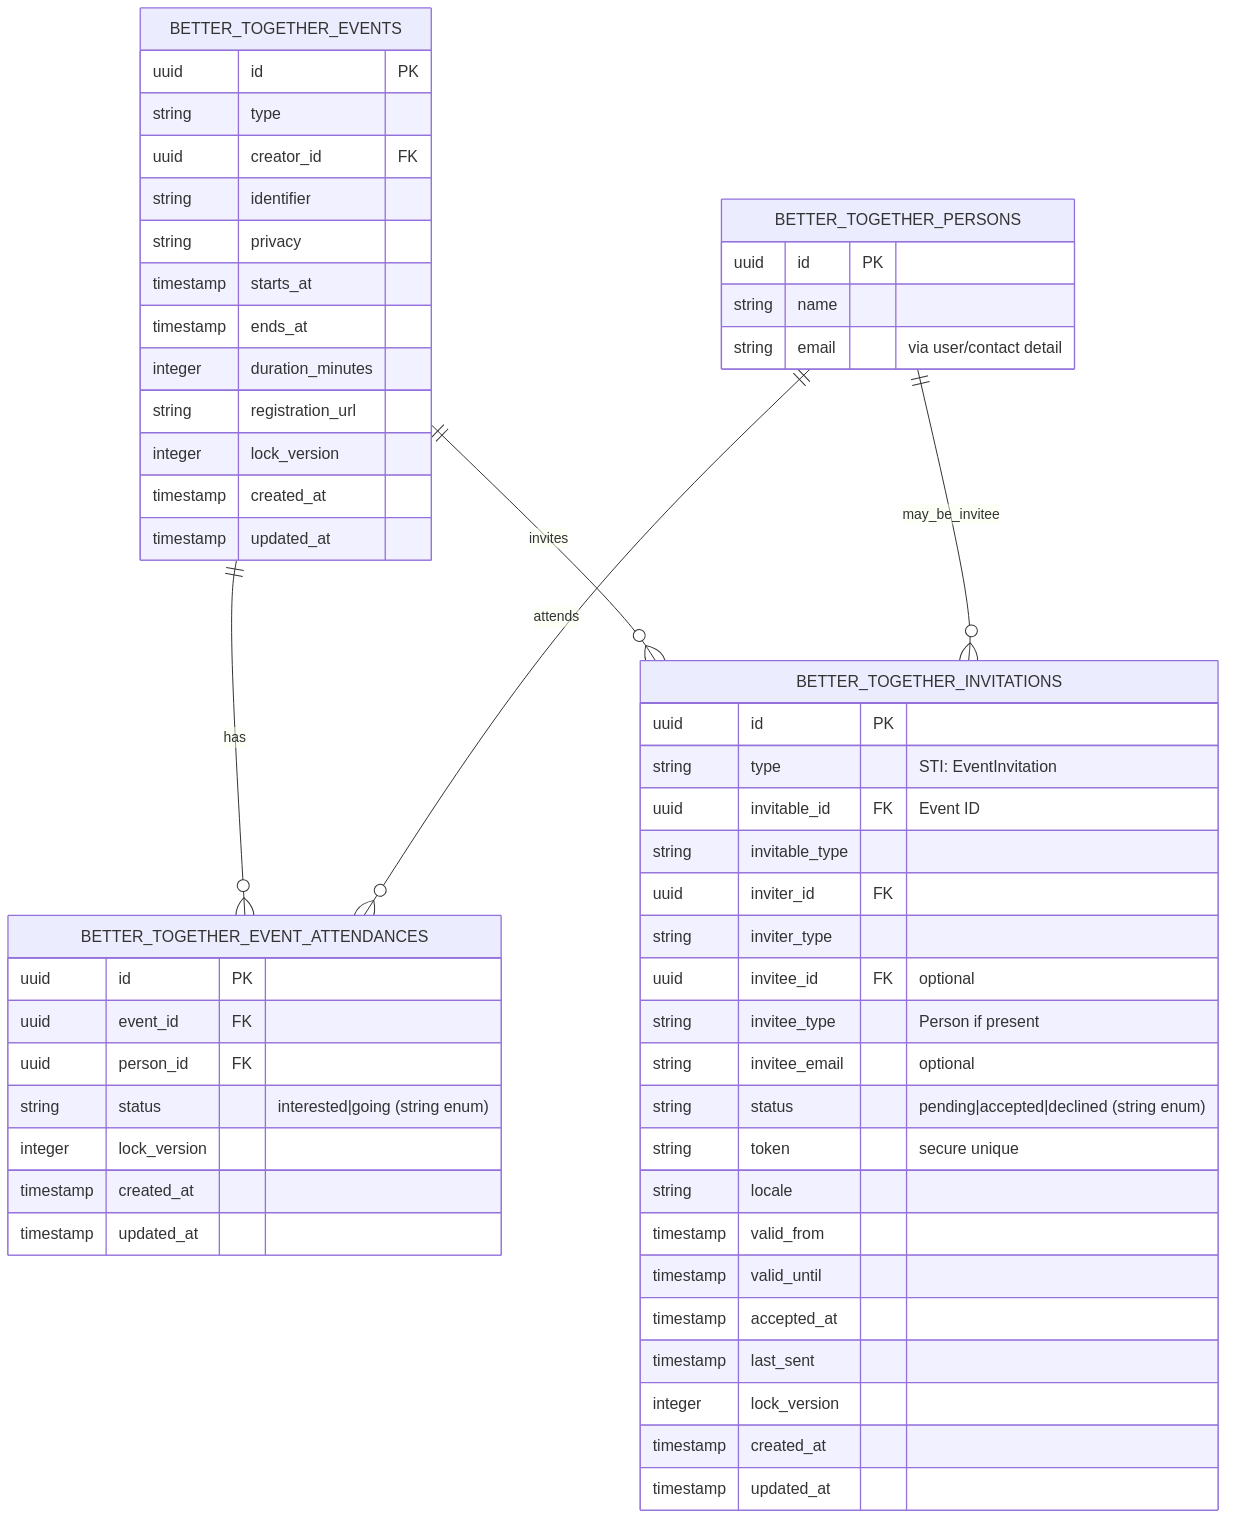 BETTER_TOGETHER_EVENTS
uuid id PK
string type
uuid creator_id FK
string identifier
string privacy
timestamp starts_at
timestamp ends_at
integer duration_minutes
string registration_url
integer lock_version
timestamp created_at
timestamp updated_at
BETTER_TOGETHER_PERSONS
uuid id PK
string name
string email via user/contact detail
invites
may_be_invitee
attends
has
BETTER_TOGETHER_INVITATIONS
uuid id PK
string type STI: EventInvitation
uuid invitable_id FK Event ID
string invitable_type
uuid inviter_id FK
string inviter_type
uuid invitee_id FK optional
string invitee_type Person if present
string invitee_email optional
string status pending|accepted|declined (string enum)
string token secure unique
string locale
timestamp valid_from
timestamp valid_until
timestamp accepted_at
timestamp last_sent
integer lock_version
timestamp created_at
timestamp updated_at
BETTER_TOGETHER_EVENT_ATTENDANCES
uuid id PK
uuid event_id FK
uuid person_id FK
string status interested|going (string enum)
integer lock_version
timestamp created_at
timestamp updated_at